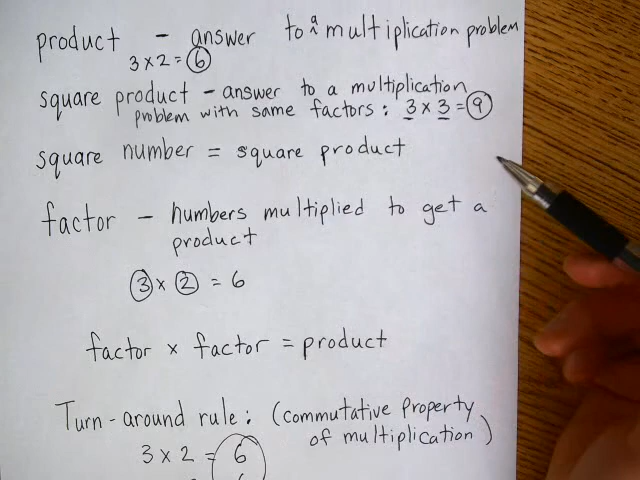 product - answer to a multiplication problem
3 x 2 = 6
square product - answer to a multiplication
problem with same factors: 3 x 3 = 9
square number = square product
factor - numbers multiplied to get a
product
3 x 2 = 6
factor x factor = product
Turn-around rule: (commutative property
of multiplication)
3 x 2 = 6